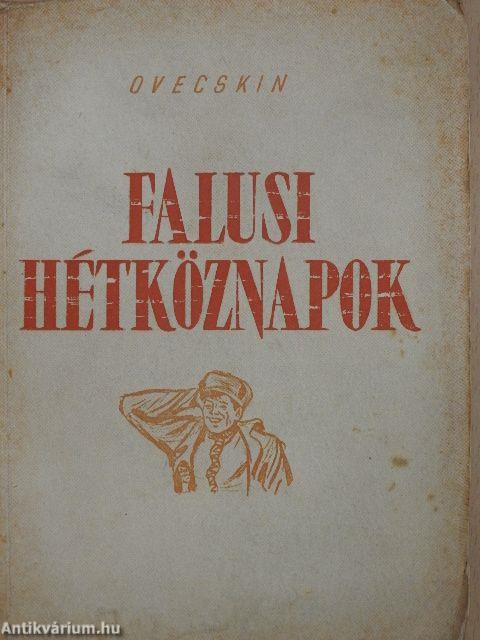 OVECSKIN
FALUSI
HÉTKÖZNAPOK
Antikvárium.hu